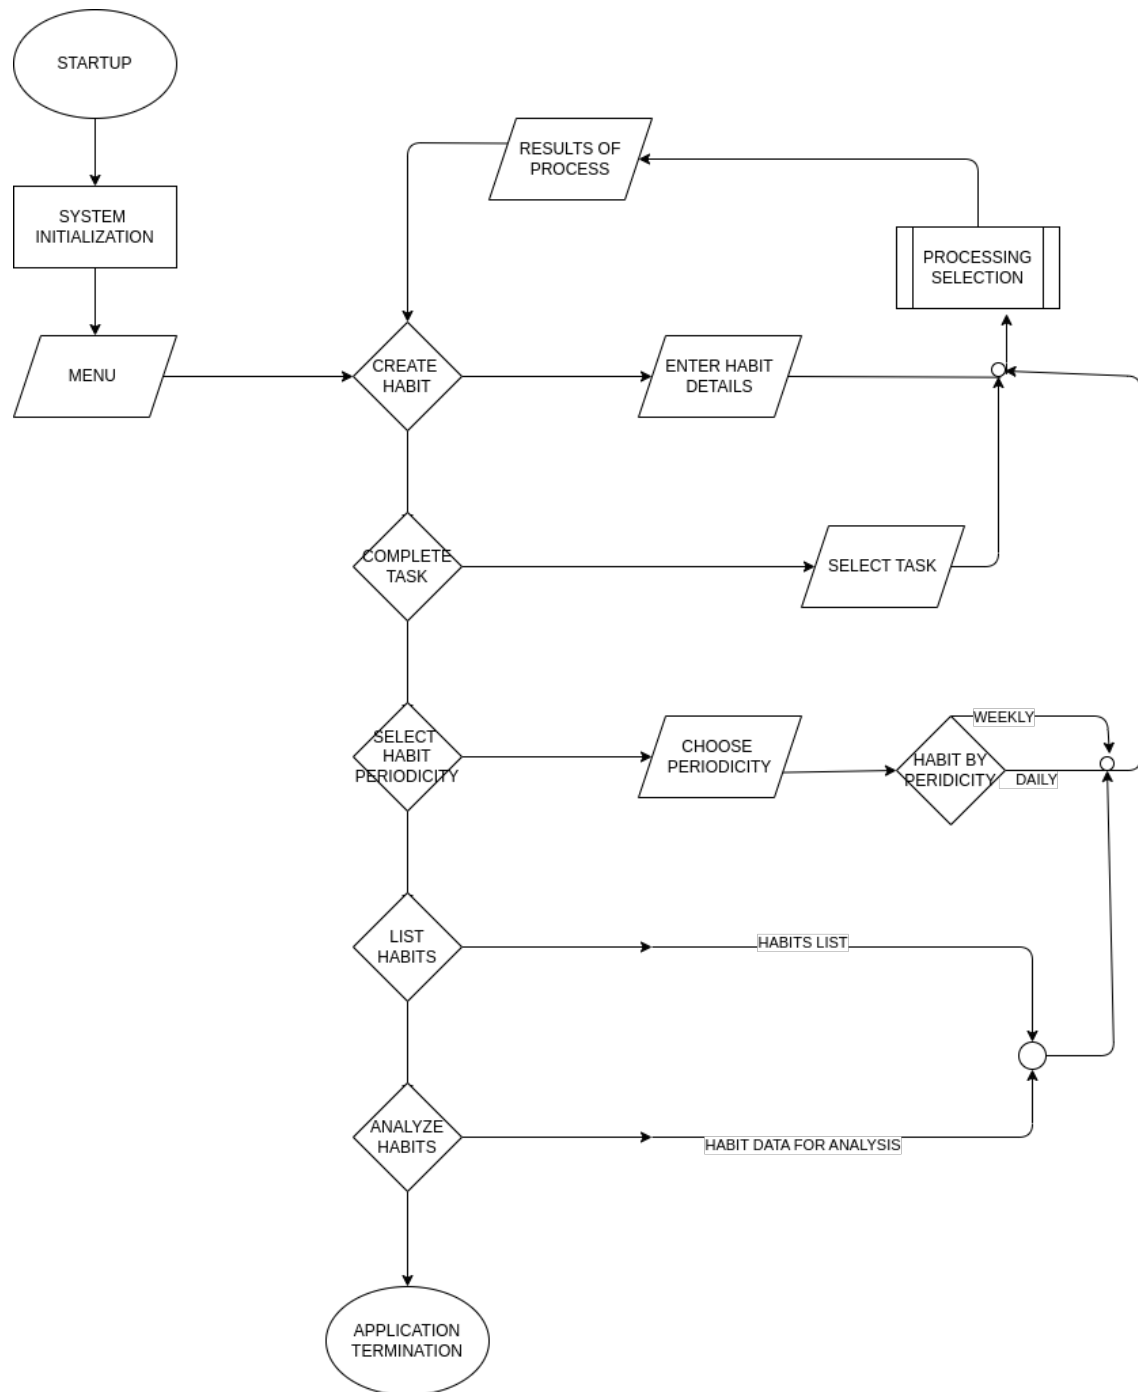 STARTUP
SYSTEM
INITIALIZATION
MENU
RESULTS OF
PROCESS
PROCESSING
SELECTION
CREATE
HABIT
ENTER HABIT
DETAILS
COMPLETE
TASK
SELECT TASK
SELECT
HABIT
PERIODICITY
CHOOSE
PERIODICITY
HABIT BY
PERIDICITY
WEEKLY
DAILY
LIST
HABITS
HABITS LIST
ANALYZE
HABITS
HABIT DATA FOR ANALYSIS
APPLICATION
TERMINATION